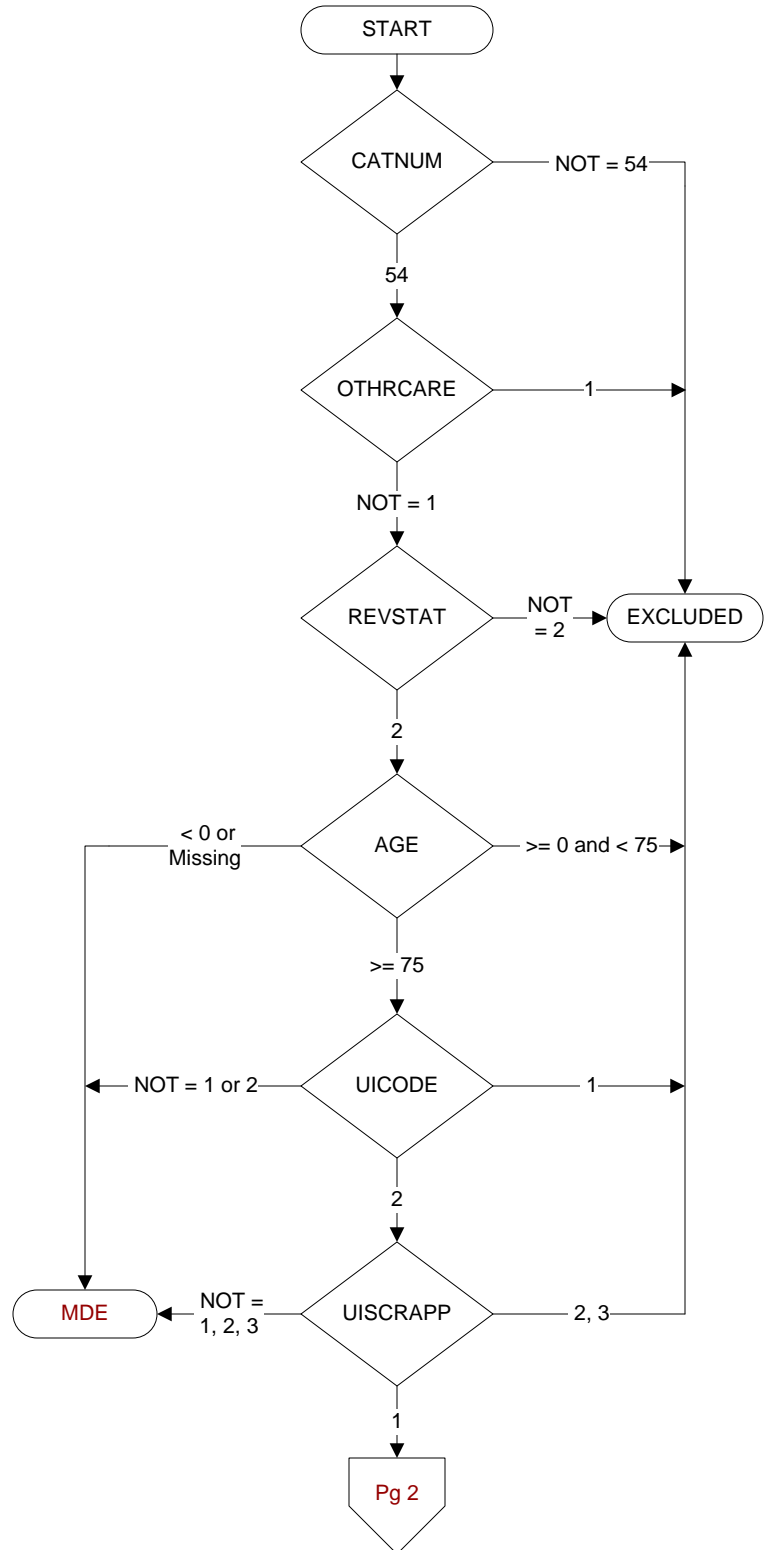 START
CATNUM
NOT = 54
54
OTHRCARE
1
NOT = 1
REVSTAT
NOT
= 2
EXCLUDED
2
< 0 or
Missing
AGE
>= 0 and < 75
>= 75
NOT = 1 or 2
UICODE
1
2
MDE
NOT =
1, 2, 3
UISCRAPP
2, 3
1
Pg 2